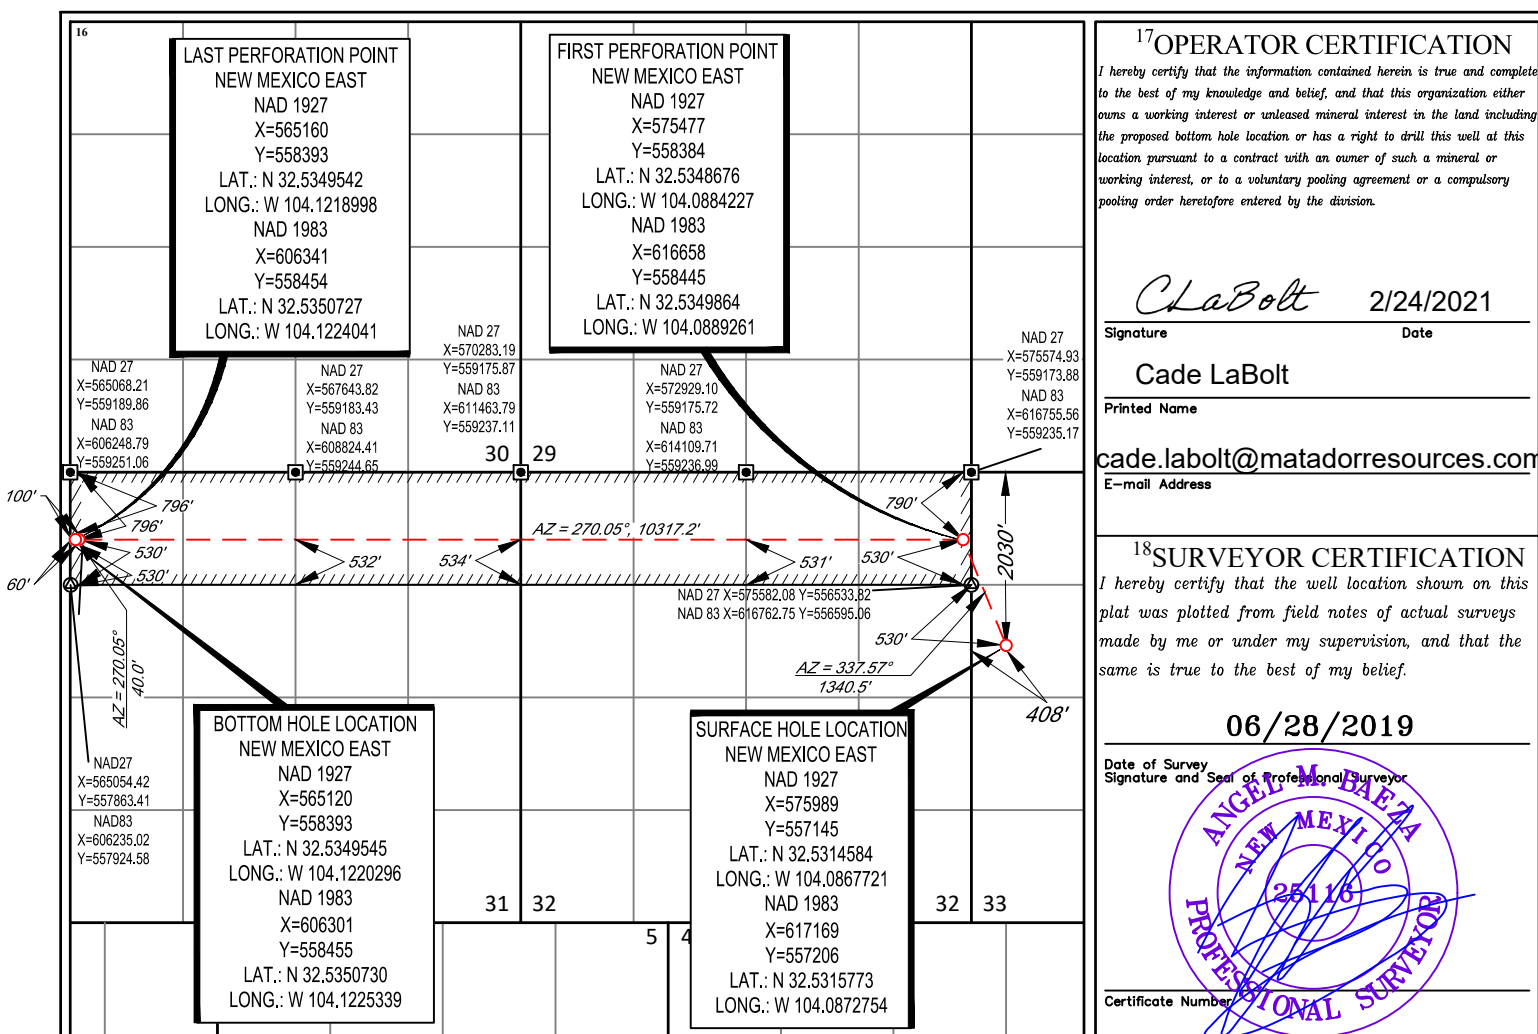 16
LAST PERFORATION POINT
NEW MEXICO EAST
NAD 1927
X=565160
Y=558393
LAT.: N 32.5349542
LONG.: W 104.1218998
NAD 1983
X=606341
Y=558454
LAT.: N 32.5350727
LONG.: W 104.1224041
FIRST PERFORATION POINT
NEW MEXICO EAST
NAD 1927
X=575477
Y=558384
LAT.: N 32.5348676
LONG.: W 104.0884227
NAD 1983
X=616658
Y=558445
LAT.: N 32.5349864
LONG.: W 104.0889261
NAD 27
X=565068.21
Y=559189.86
NAD 83
X=606248.79
Y=559251.06
NAD 27
X=567643.82
Y=559183.43
NAD 83
X=608824.41
Y=559244.65
NAD 27
X=570283.19
Y=559175.87
NAD 83
X=611463.79
Y=559237.11
NAD 27
X=572929.10
Y=559175.72
NAD 83
X=614109.71
Y=559236.99
NAD 27
X=575574.93
Y=559173.88
NAD 83
X=616755.56
Y=559235.17
30 29
100'
796'
796'
790'
AZ = 270.05°, 10317.2'
2030'
530'
532'
534'
531'
530'
60'
530'
NAD 27 X=575582.08 Y=556533.82
NAD 83 X=616762.75 Y=556595.06
530'
AZ = 337.57°
1340.5'
408'
AZ = 270.05°
40.0'
NAD27
X=565054.42
Y=557863.41
NAD83
X=606235.02
Y=557924.58
BOTTOM HOLE LOCATION
NEW MEXICO EAST
NAD 1927
X=565120
Y=558393
LAT.: N 32.5349545
LONG.: W 104.1220296
NAD 1983
X=606301
Y=558455
LAT.: N 32.5350730
LONG.: W 104.1225339
SURFACE HOLE LOCATION
NEW MEXICO EAST
NAD 1927
X=575989
Y=557145
LAT.: N 32.5314584
LONG.: W 104.0867721
NAD 1983
X=617169
Y=557206
LAT.: N 32.5315773
LONG.: W 104.0872754
31 32
32 33
5 4
17 OPERATOR CERTIFICATION
I hereby certify that the information contained herein is true and complete
to the best of my knowledge and belief, and that this organization either
owns a working interest or unleased mineral interest in the land including
the proposed bottom hole location or has a right to drill this well at this
location pursuant to a contract with an owner of such a mineral or
working interest, or to a voluntary pooling agreement or a compulsory
pooling order heretofore entered by the division.
CLaBolt 2/24/2021
Signature Date
Cade LaBolt
Printed Name
cade.labolt@matadorresources.com
E-mail Address
18 SURVEYOR CERTIFICATION
I hereby certify that the well location shown on this
plat was plotted from field notes of actual surveys
made by me or under my supervision, and that the
same is true to the best of my belief.
06/28/2019
Date of Survey
Signature and Seal of Professional Surveyor
ANGEL M. BAEZA
NEW MEXICO
25116
PROFESSIONAL SURVEYOR
Certificate Number